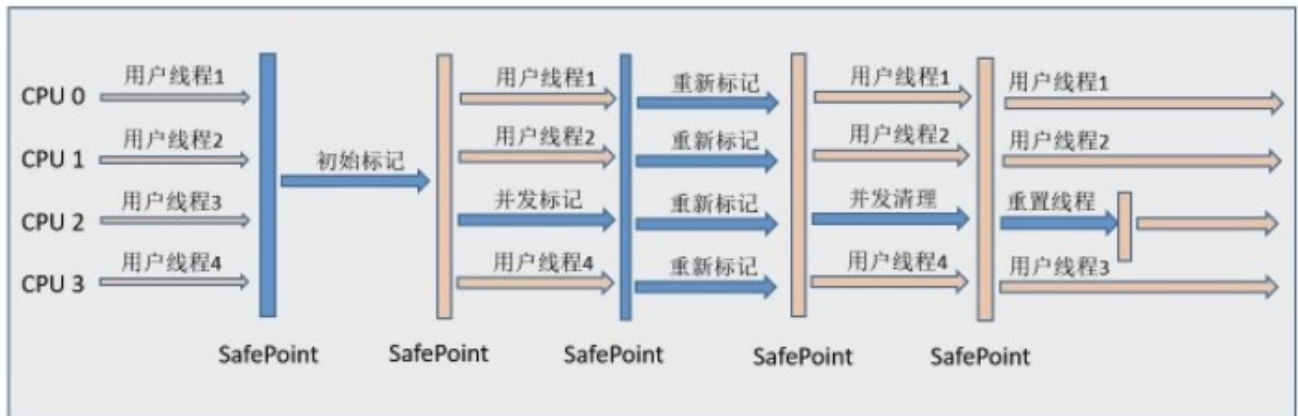 CPU 0 用户线程1 用户线程1 重新标记 用户线程1 用户线程1
CPU 1 用户线程2 初始标记 用户线程2 重新标记 用户线程2 用户线程2
CPU 2 用户线程3 并发标记 重新标记 并发清理 重置线程
CPU 3 用户线程4 用户线程4 重新标记 用户线程4 用户线程3
SafePoint SafePoint SafePoint SafePoint SafePoint